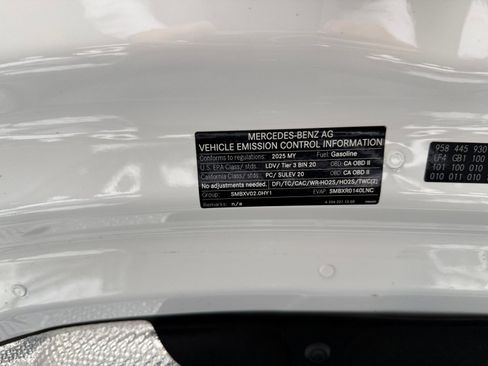 MERCEDES-BENZ AG
VEHICLE EMISSION CONTROL INFORMATION
Conforms to regulations: 2025 MY Fuel: Gasoline
U.S. EPA Class/ stds. LDV/ Tier 3 BIN 20 OBD: CA OBD II
California Class/ stds. PC/ SULEV 20 OBD: CA OBD II
No adjustments needed. DFI/TC/CAC/WR-HO2S/HO2S/TWC(2)
Group: SMBXV02.0HY1 EVAP: SMBXR0140LNG
Remarks: n/a
958 445 930
LF4 GB1 100
101 100 010
010 011 010